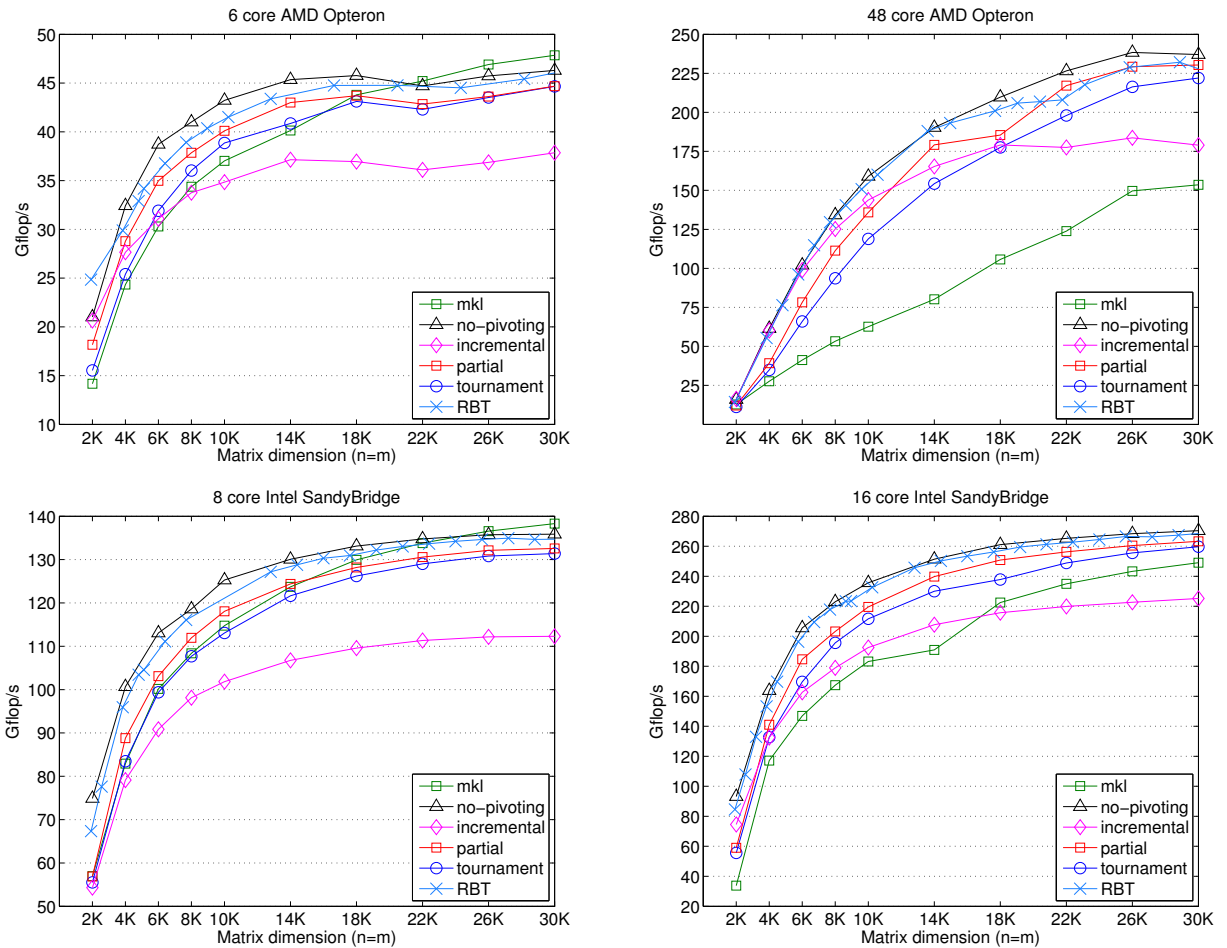 6 core AMD Opteron
50
45
40
35
30
25
20
15
10
Gflop/s
2K 4K 6K 8K 10K 14K 18K 22K 26K 30K
Matrix dimension (n=m)
mkl
no−pivoting
incremental
partial
tournament
RBT
48 core AMD Opteron
250
225
200
175
150
125
100
75
50
25
Gflop/s
2K 4K 6K 8K 10K 14K 18K 22K 26K 30K
Matrix dimension (n=m)
mkl
no−pivoting
incremental
partial
tournament
RBT
8 core Intel SandyBridge
140
130
120
110
100
90
80
70
60
50
Gflop/s
2K 4K 6K 8K 10K 14K 18K 22K 26K 30K
Matrix dimension (n=m)
mkl
no−pivoting
incremental
partial
tournament
RBT
16 core Intel SandyBridge
280
260
240
220
200
180
160
140
120
100
80
60
40
20
Gflop/s
2K 4K 6K 8K 10K 14K 18K 22K 26K 30K
Matrix dimension (n=m)
mkl
no−pivoting
incremental
partial
tournament
RBT